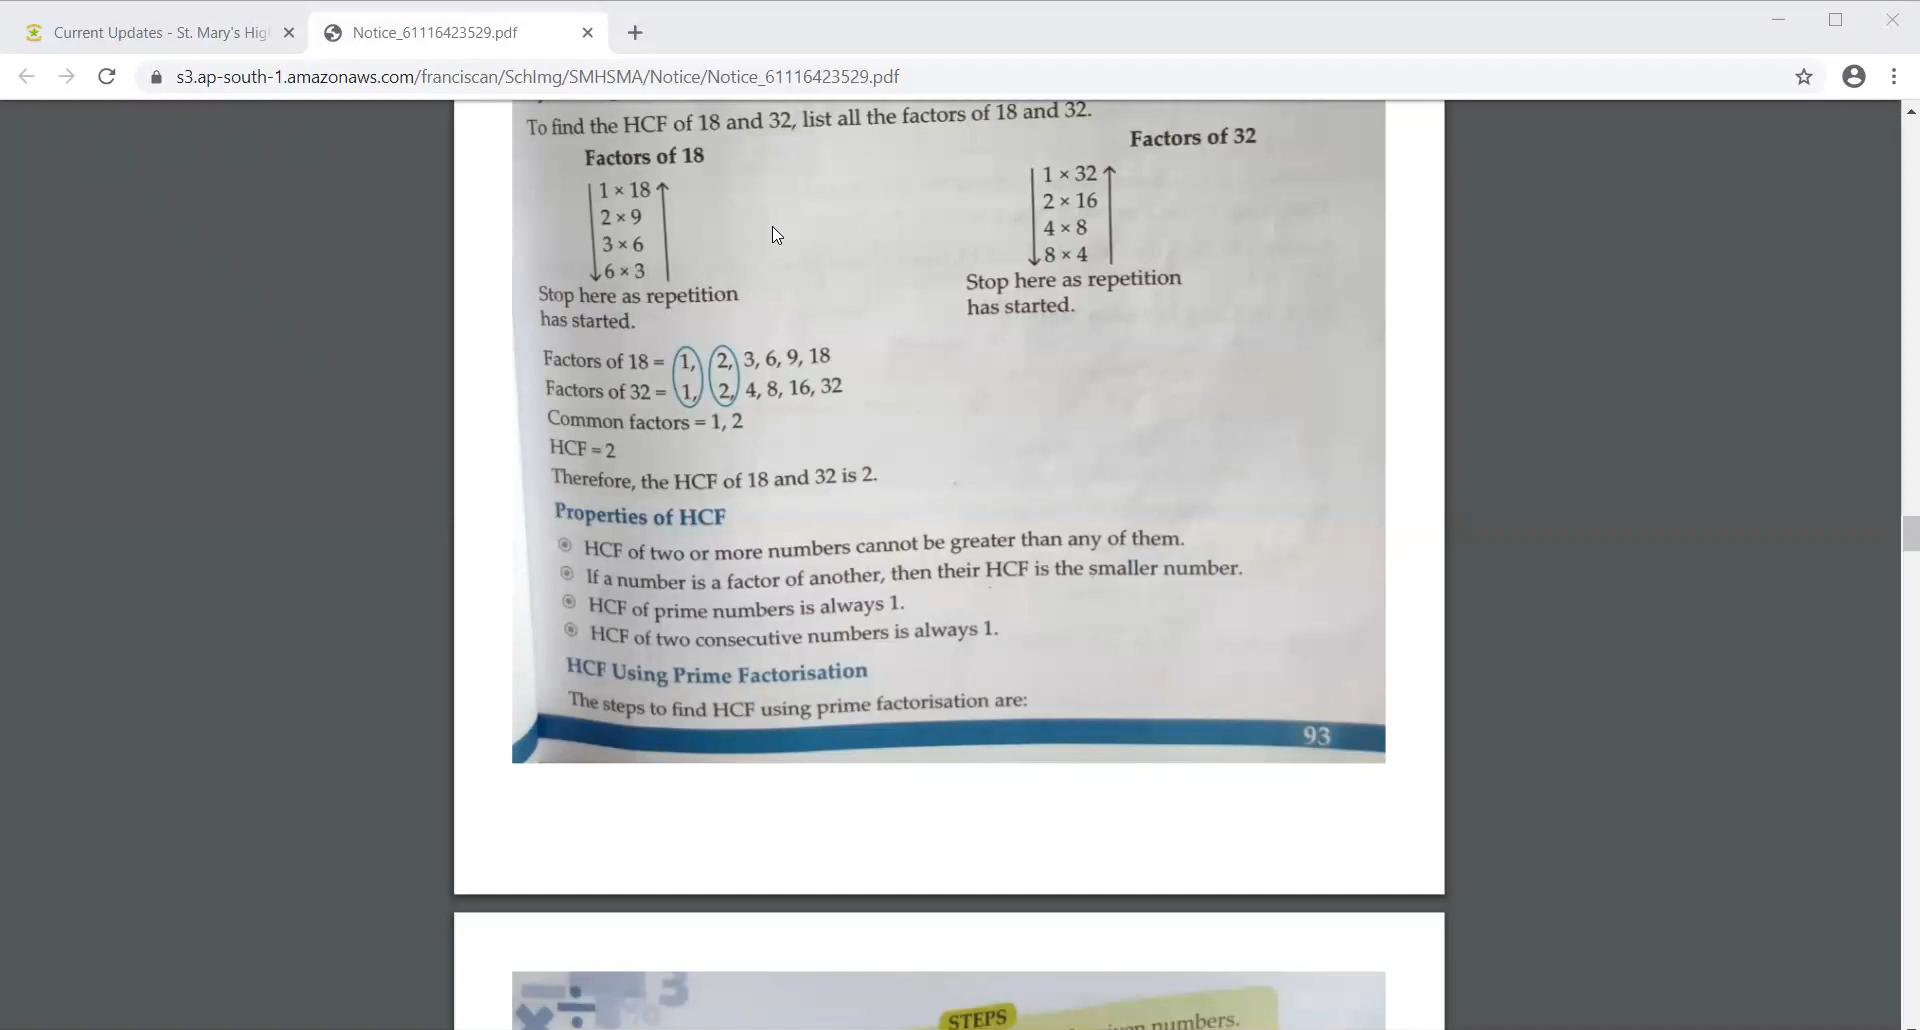 Current Updates - St. Mary's Hig
Notice_61116423529.pdf
s3.ap-south-1.amazonaws.com/franciscan/SchImg/SMHSMA/Notice/Notice_61116423529.pdf
To find the HCF of 18 and 32, list all the factors of 18 and 32.
Factors of 18
1 × 18
2 × 9
3 × 6
6 × 3
Stop here as repetition
has started.
Factors of 32
1 × 32
2 × 16
4 × 8
8 × 4
Stop here as repetition
has started.
Factors of 18 = 1, 2, 3, 6, 9, 18
Factors of 32 = 1, 2, 4, 8, 16, 32
Common factors = 1, 2
HCF = 2
Therefore, the HCF of 18 and 32 is 2.
Properties of HCF
HCF of two or more numbers cannot be greater than any of them.
If a number is a factor of another, then their HCF is the smaller number.
HCF of prime numbers is always 1.
HCF of two consecutive numbers is always 1.
HCF Using Prime Factorisation
The steps to find HCF using prime factorisation are:
93
3
%
STEPS
numbers.